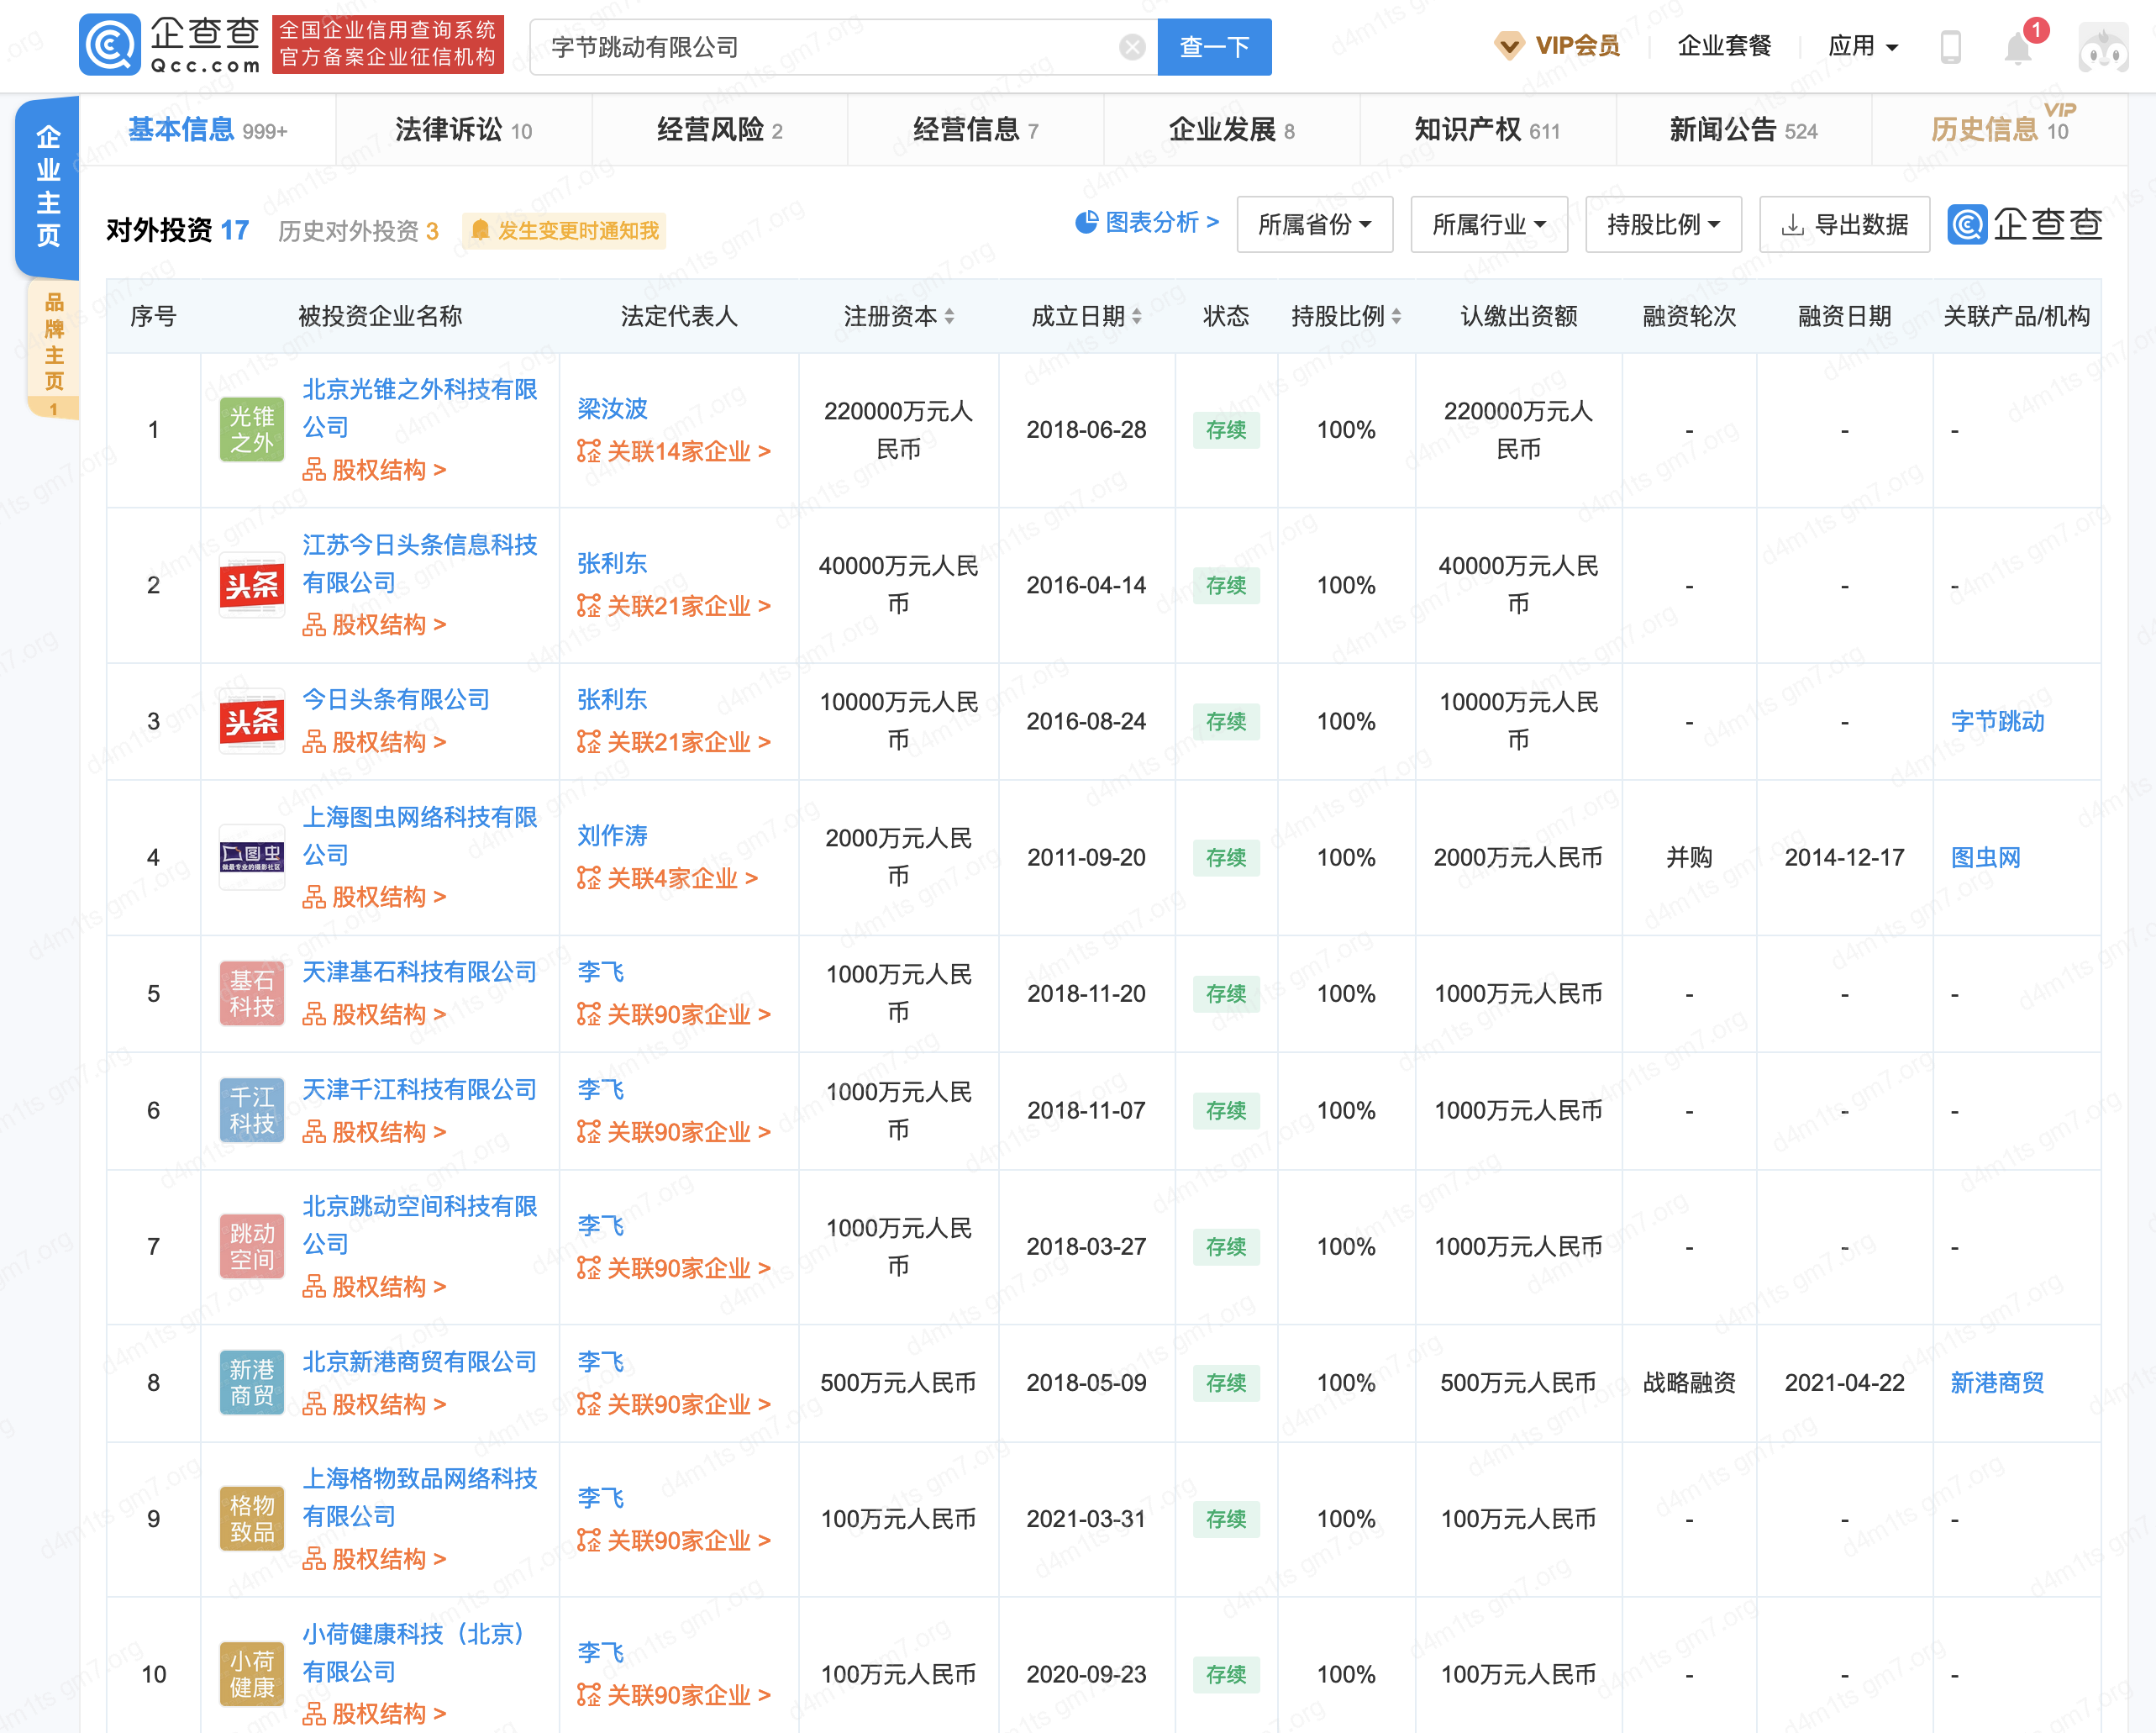 企查查
Qcc.com
全国企业信用查询系统
官方备案企业征信机构
字节跳动有限公司
查一下
VIP会员
企业套餐
应用
1
企业主页
品牌主页
1
基本信息 999+
法律诉讼 10
经营风险 2
经营信息 7
企业发展 8
知识产权 611
新闻公告 524
历史信息 10
VIP
对外投资 17
历史对外投资 3
发生变更时通知我
图表分析 >
所属省份
所属行业
持股比例
导出数据
企查查
序号 被投资企业名称 法定代表人 注册资本 成立日期 状态 持股比例 认缴出资额 融资轮次 融资日期 关联产品/机构
1
光锥
之外
北京光锥之外科技有限
公司
股权结构 >
梁汝波
关联14家企业 >
220000万元人
民币
2018-06-28
存续
100%
220000万元人
民币
-
-
-
2
头条
江苏今日头条信息科技
有限公司
股权结构 >
张利东
关联21家企业 >
40000万元人民
币
2016-04-14
存续
100%
40000万元人民
币
-
-
-
3
头条
今日头条有限公司
股权结构 >
张利东
关联21家企业 >
10000万元人民
币
2016-08-24
存续
100%
10000万元人民
币
-
-
字节跳动
4
图虫
做最专业的摄影社区
上海图虫网络科技有限
公司
股权结构 >
刘作涛
关联4家企业 >
2000万元人民
币
2011-09-20
存续
100%
2000万元人民币
并购
2014-12-17
图虫网
5
基石
科技
天津基石科技有限公司
股权结构 >
李飞
关联90家企业 >
1000万元人民
币
2018-11-20
存续
100%
1000万元人民币
-
-
-
6
千江
科技
天津千江科技有限公司
股权结构 >
李飞
关联90家企业 >
1000万元人民
币
2018-11-07
存续
100%
1000万元人民币
-
-
-
7
跳动
空间
北京跳动空间科技有限
公司
股权结构 >
李飞
关联90家企业 >
1000万元人民
币
2018-03-27
存续
100%
1000万元人民币
-
-
-
8
新港
商贸
北京新港商贸有限公司
股权结构 >
李飞
关联90家企业 >
500万元人民币
2018-05-09
存续
100%
500万元人民币
战略融资
2021-04-22
新港商贸
9
格物
致品
上海格物致品网络科技
有限公司
股权结构 >
李飞
关联90家企业 >
100万元人民币
2021-03-31
存续
100%
100万元人民币
-
-
-
10
小荷
健康
小荷健康科技（北京）
有限公司
股权结构 >
李飞
关联90家企业 >
100万元人民币
2020-09-23
存续
100%
100万元人民币
-
-
-
d4m1ts gm7.org